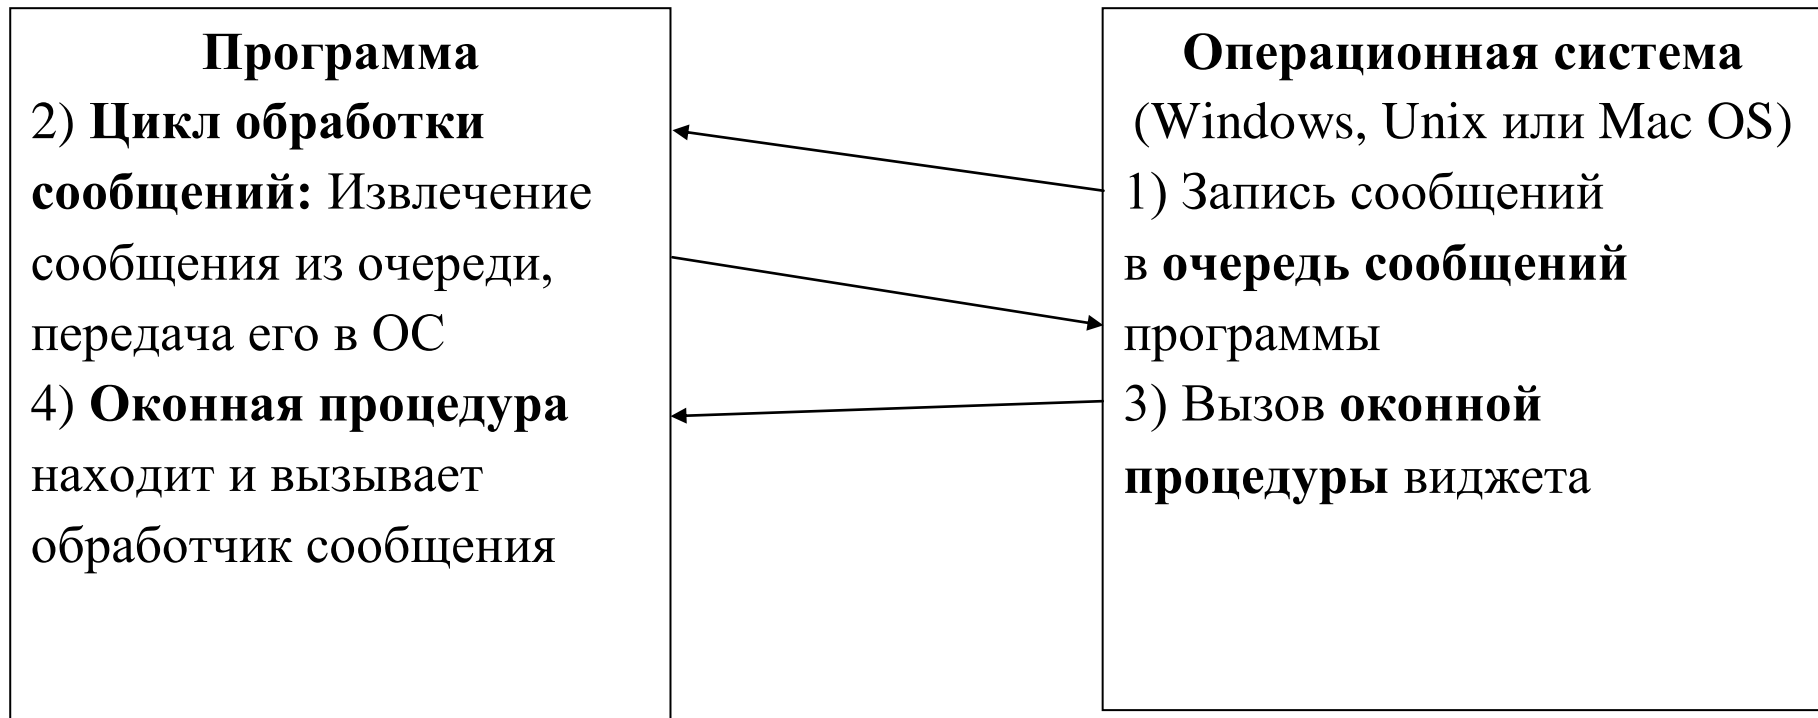 Программа
2) Цикл обработки
сообщений: Извлечение
сообщения из очереди,
передача его в ОС
4) Оконная процедура
находит и вызывает
обработчик сообщения
Операционная система
(Windows, Unix или Mac OS)
1) Запись сообщений
в очередь сообщений
программы
3) Вызов оконной
процедуры виджета